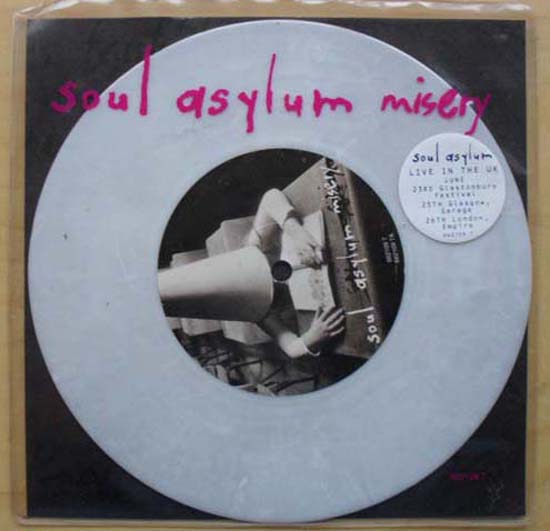 soul asylum misery
soul asylum
LIVE IN THE UK
JUNE
23RD Glastonbury
Festival
25TH Glasgow,
Garage
26TH London,
Empire
soul asylum misery